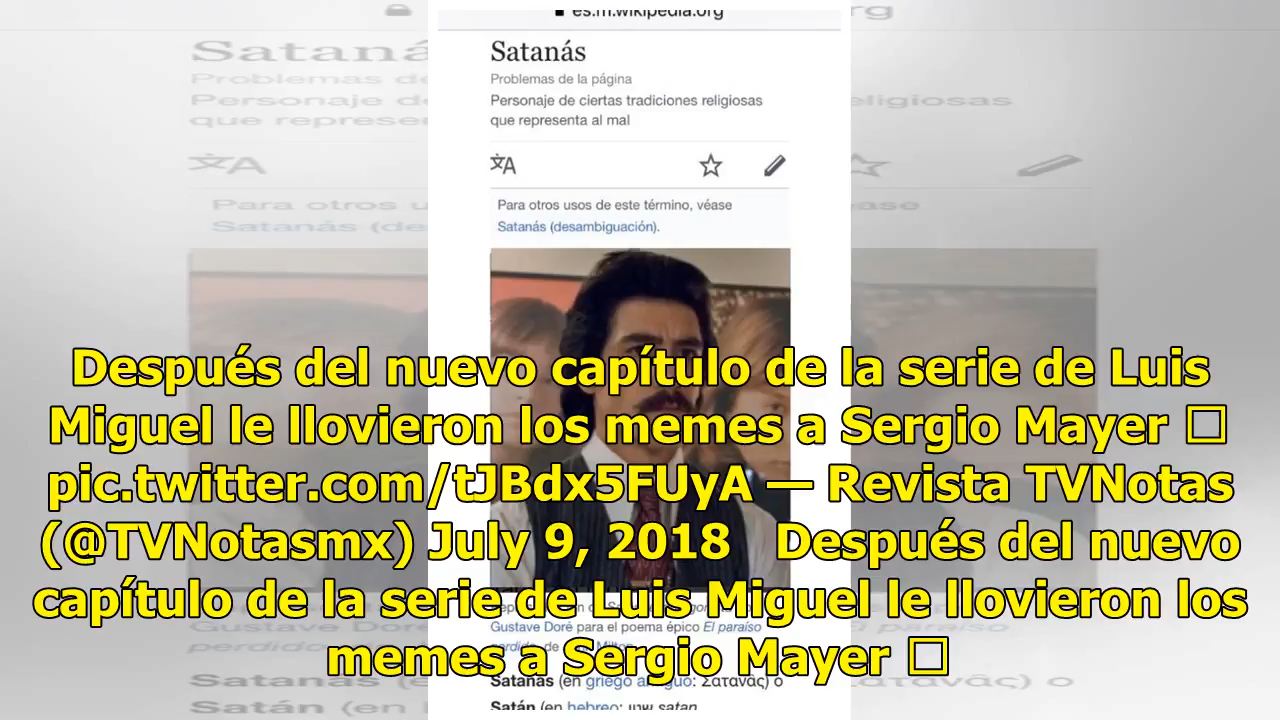 es.m.wikipedia.org
Satanás
Problemas de la página
Personaje de ciertas tradiciones religiosas
que representa al mal
Para otros usos de este término, véase
Satanás (desambiguación).
Después del nuevo capítulo de la serie de Luis
Miguel le llovieron los memes a Sergio Mayer □
pic.twitter.com/tJBdx5FUyA — Revista TVNotas
(@TVNotasmx) July 9, 2018 Después del nuevo
capítulo de la serie de Luis Miguel le llovieron los
memes a Sergio Mayer □
Gustave Doré para el poema épico El paraíso
Satanás (en griego antiguo: Σατανᾶς) o
Satán (en hebreo: satan